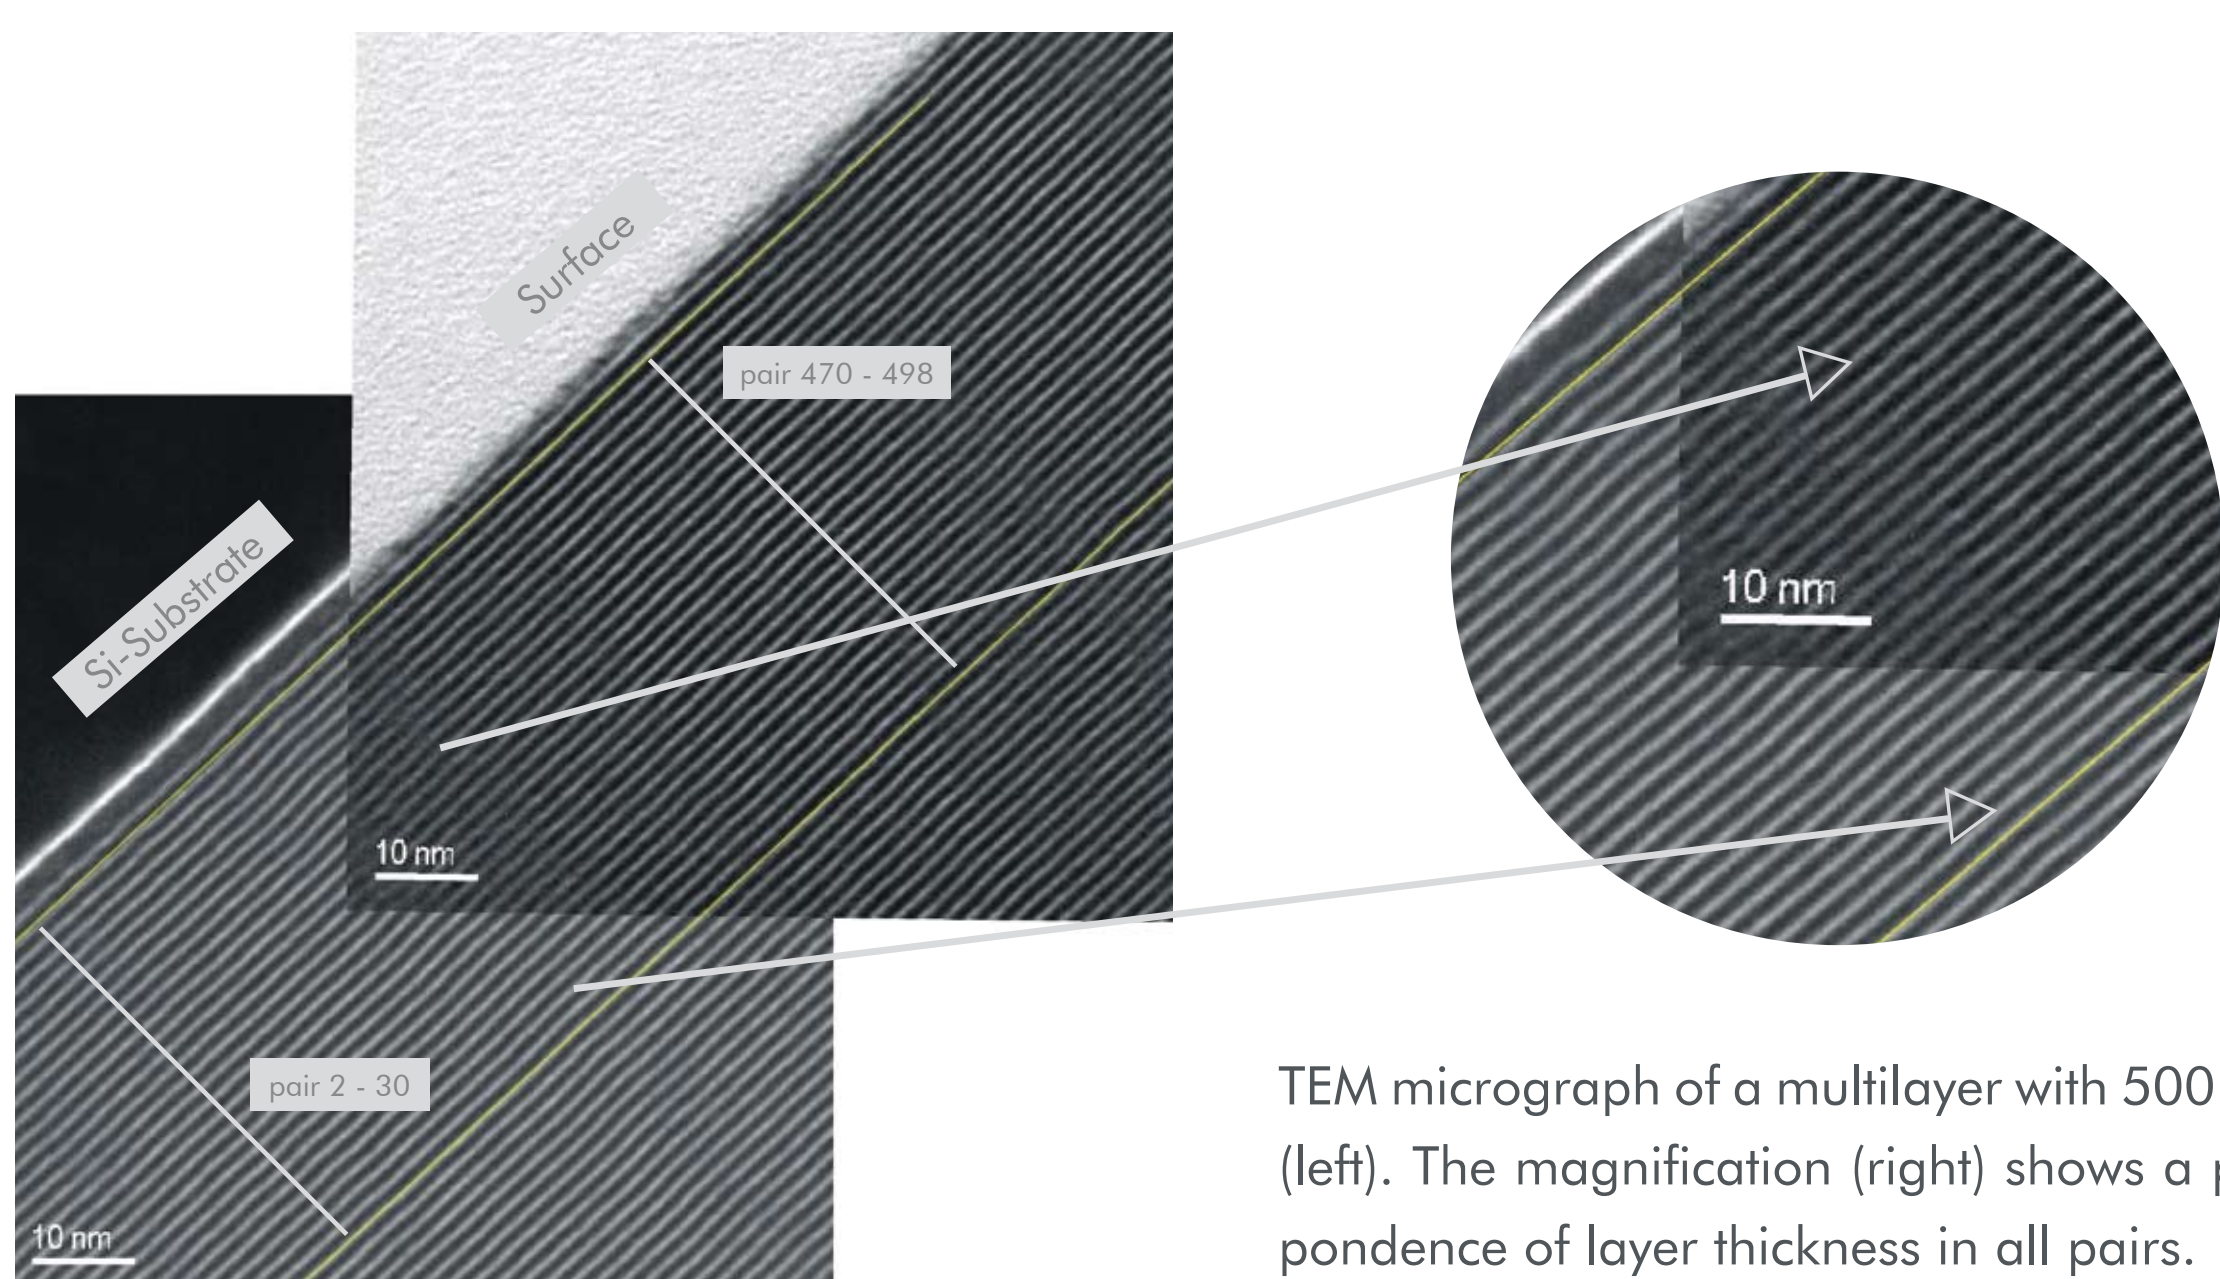 Surface
pair 470 - 498
Si-Substrate
10 nm
10 nm
pair 2 - 30
10 nm
TEM micrograph of a multilayer with 500
(left). The magnification (right) shows a
pondence of layer thickness in all pairs.